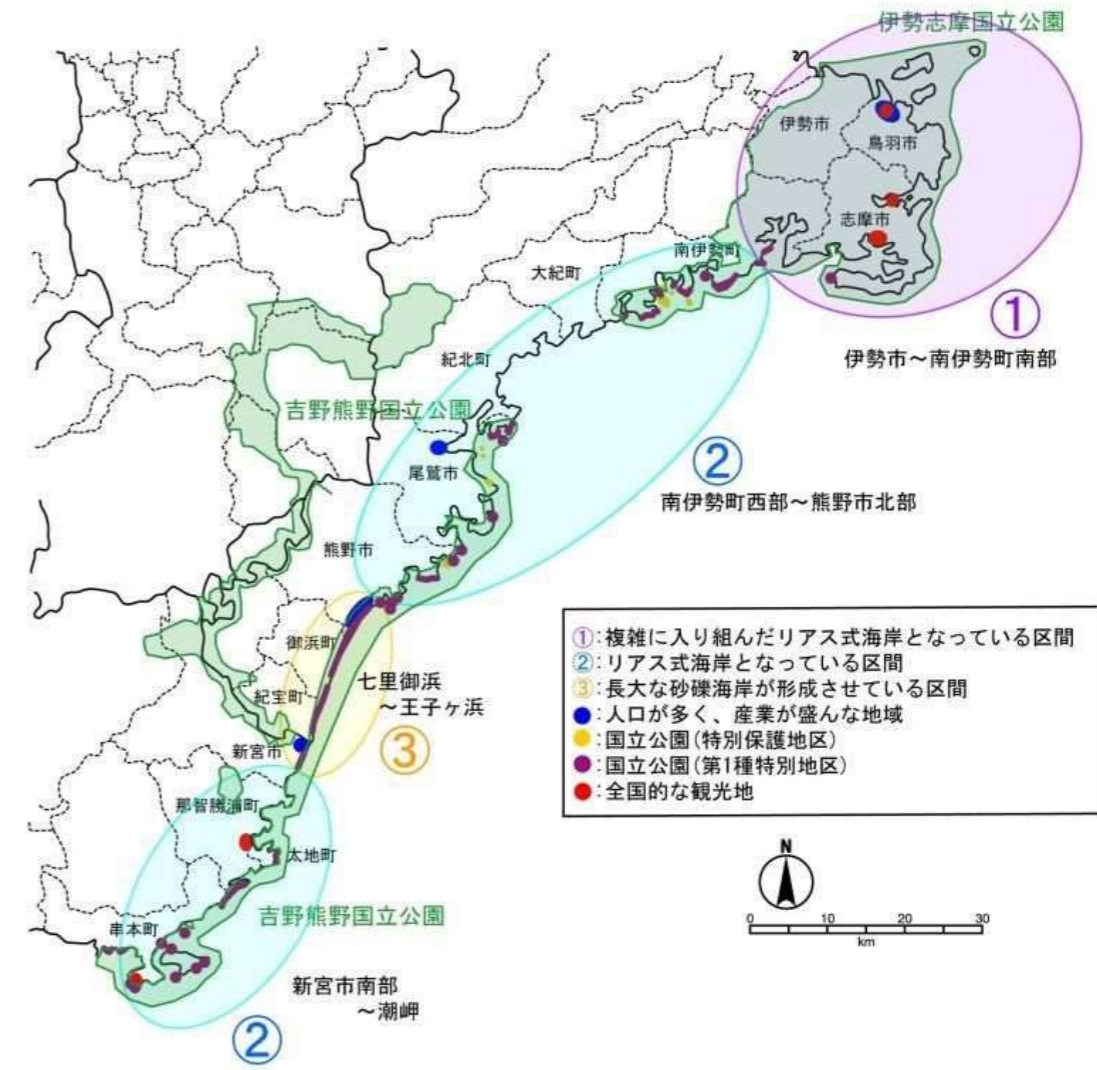 伊勢志摩国立公園
伊勢市
鳥羽市
志摩市
南伊勢町
大紀町
①
伊勢市～南伊勢町南部
紀北町
吉野熊野国立公園
②
尾鷲市
南伊勢町西部～熊野市北部
熊野市
御浜町
七里御浜
～王子ヶ浜
紀宝町
③
新宮市
那智勝浦町
太地町
吉野熊野国立公園
串本町
新宮市南部
～潮岬
②
①:複雑に入り組んだリアス式海岸となっている区間
②:リアス式海岸となっている区間
③:長大な砂礫海岸が形成させている区間
:人口が多く、産業が盛んな地域
:国立公園(特別保護地区)
:国立公園(第1種特別地区)
:全国的な観光地
N
0 10 20 30
km